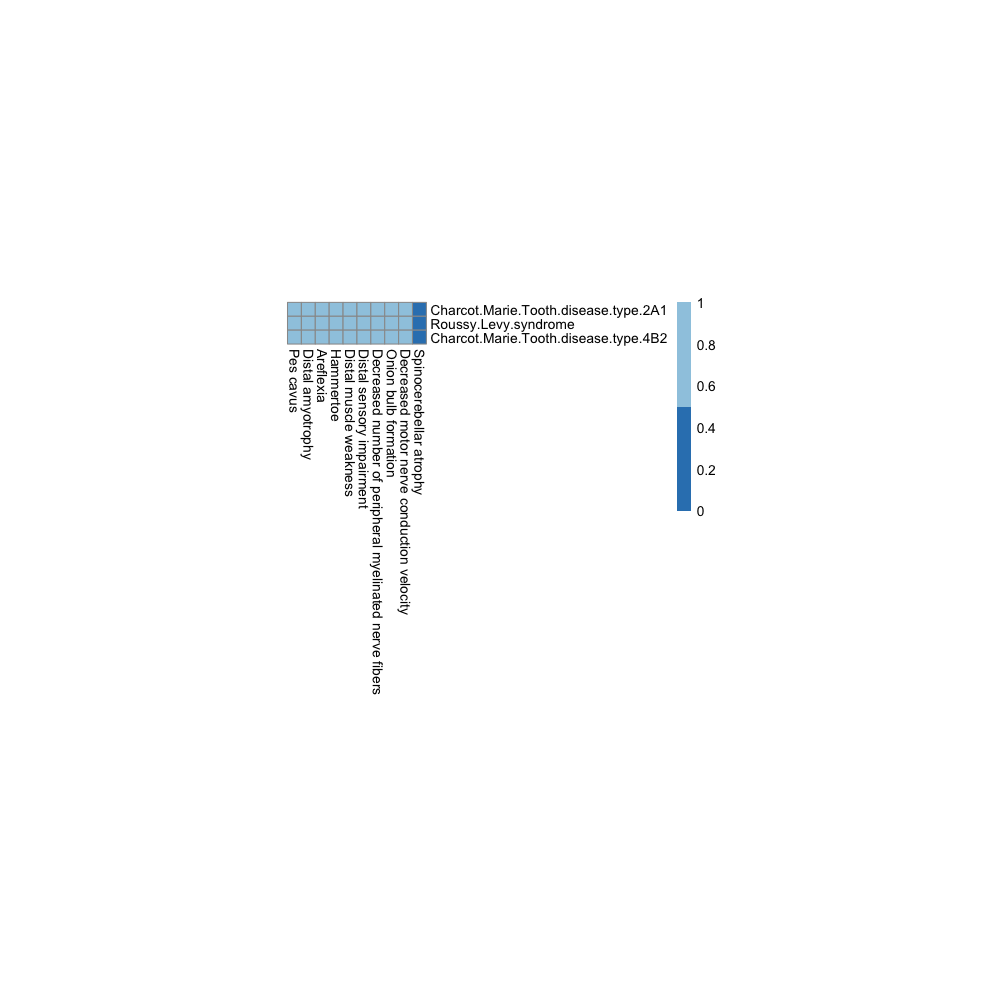 Charcot.Marie.Tooth.disease.type.2A1
Roussy.Levy.syndrome
Charcot.Marie.Tooth.disease.type.4B2
Pes cavus
Distal amyotrophy
Areflexia
Hammertoe
Distal muscle weakness
Distal sensory impairment
Decreased number of peripheral myelinated nerve fibers
Onion bulb formation
Decreased motor nerve conduction velocity
Spinocerebellar atrophy
1
0.8
0.6
0.4
0.2
0